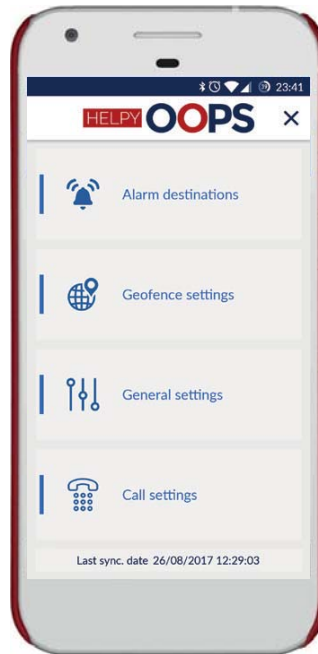 23:41
HELPY OOPS ×
Alarm destinations
Geofence settings
General settings
Call settings
Last sync. date 26/08/2017 12:29:03